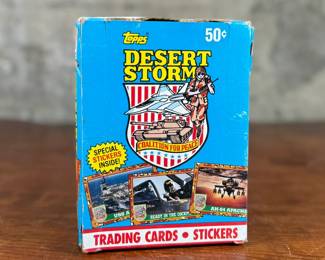 Topps
50¢
DESERT
STORM
COALITION FOR PEACE
SPECIAL
STICKERS
INSIDE!
READY IN THE COCKPIT
AH-64 APACHE
TRADING CARDS • STICKERS